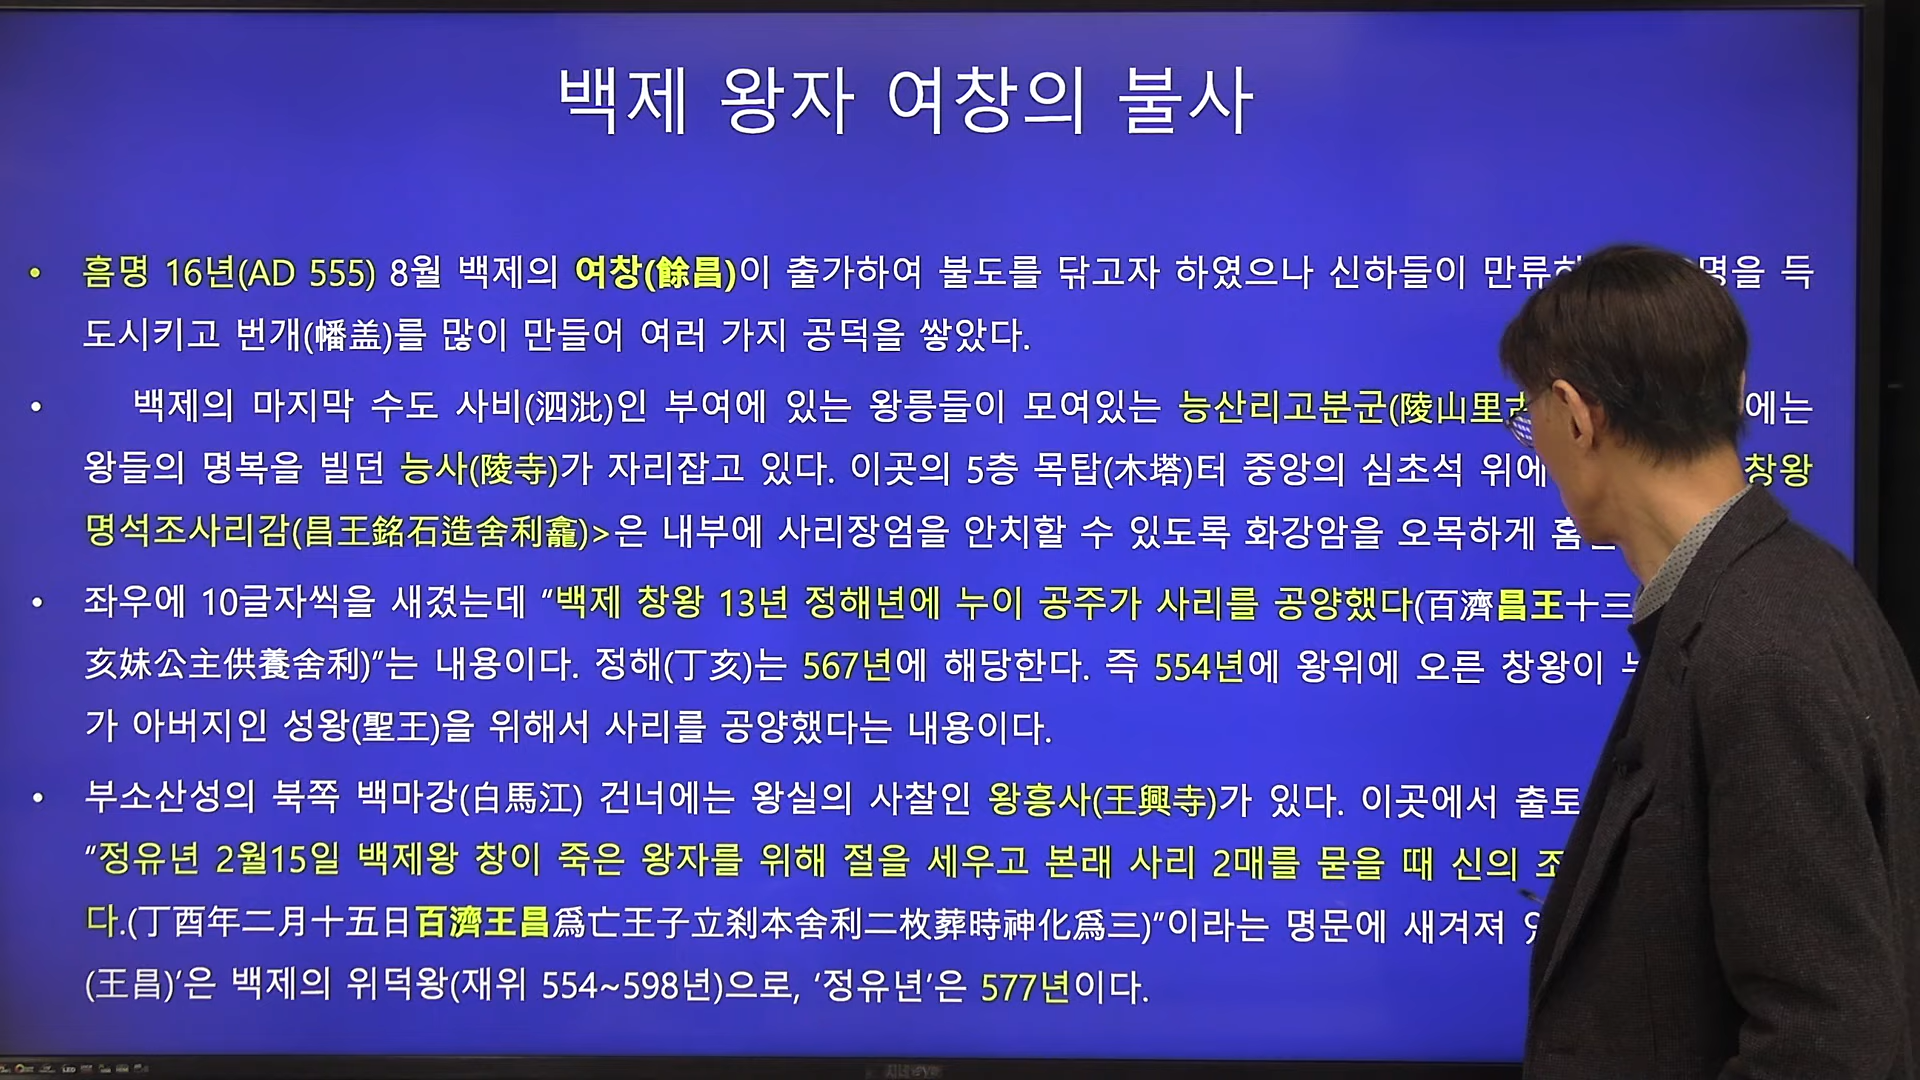 백제 왕자 여창의 불사
• 흠명 16년(AD 555) 8월 백제의 여창(餘昌)이 출가하여 불도를 닦고자 하였으나 신하들이 만류하 명을 득
도시키고 번개(幡盖)를 많이 만들어 여러 가지 공덕을 쌓았다.
• 백제의 마지막 수도 사비(泗沘)인 부여에 있는 왕릉들이 모여있는 능산리고분군(陵山里古 에는
왕들의 명복을 빌던 능사(陵寺)가 자리잡고 있다. 이곳의 5층 목탑(木塔)터 중앙의 심초석 위에 창왕
명석조사리감(昌王銘石造舍利龕)>은 내부에 사리장엄을 안치할 수 있도록 화강암을 오목하게 홈
• 좌우에 10글자씩을 새겼는데 “백제 창왕 13년 정해년에 누이 공주가 사리를 공양했다(百濟昌王十三
亥妹公主供養舍利)”는 내용이다. 정해(丁亥)는 567년에 해당한다. 즉 554년에 왕위에 오른 창왕이
가 아버지인 성왕(聖王)을 위해서 사리를 공양했다는 내용이다.
• 부소산성의 북쪽 백마강(白馬江) 건너에는 왕실의 사찰인 왕흥사(王興寺)가 있다. 이곳에서 출토
“정유년 2월15일 백제왕 창이 죽은 왕자를 위해 절을 세우고 본래 사리 2매를 묻을 때 신의 조
다.(丁酉年二月十五日百濟王昌爲亡王子立刹本舍利二枚葬時神化爲三)”이라는 명문에 새겨져
(王昌)’은 백제의 위덕왕(재위 554~598년)으로, ‘정유년’은 577년이다.